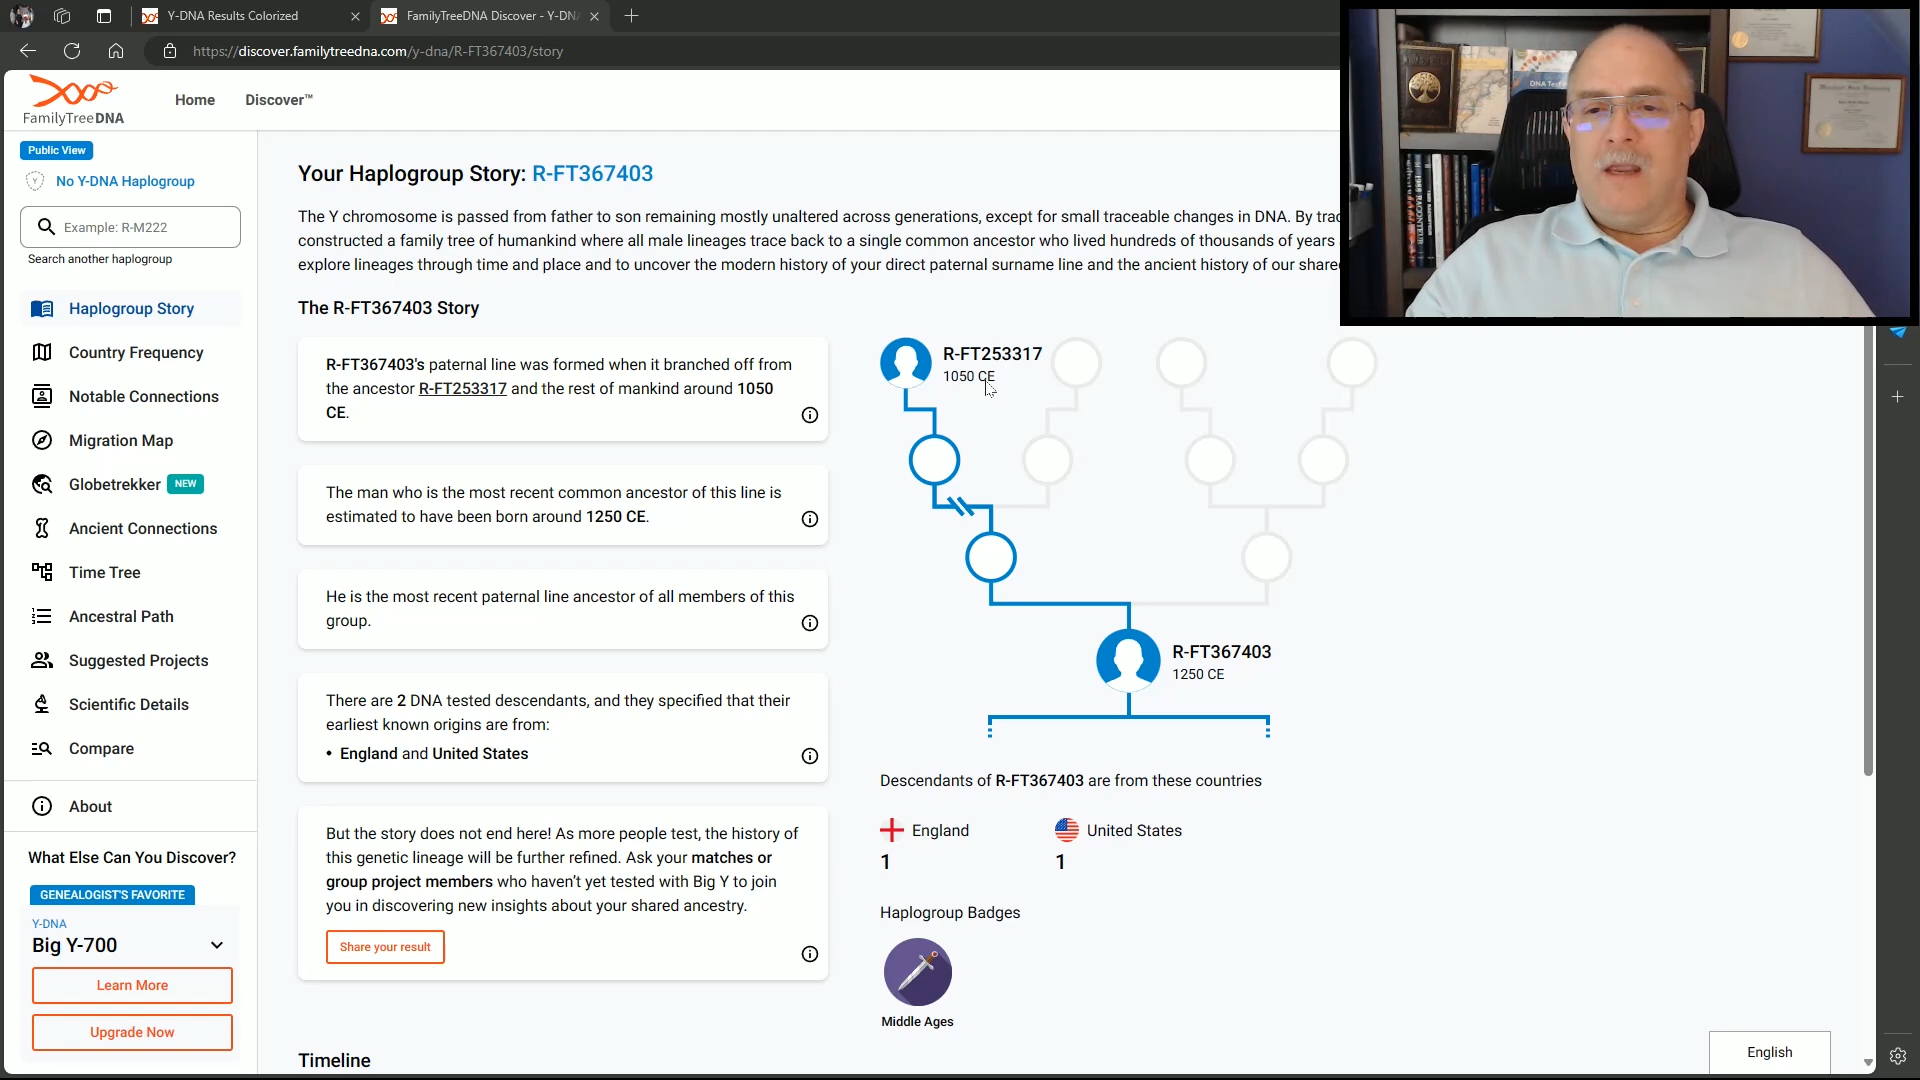 Y-DNA Results Colorized
FamilyTreeDNA Discover - Y-DN
https://discover.familytreedna.com/y-dna/R-FT367403/story
FamilyTreeDNA
Home
Discover™
Public View
No Y-DNA Haplogroup
Example: R-M222
Search another haplogroup
Haplogroup Story
Country Frequency
Notable Connections
Migration Map
Globetrekker NEW
Ancient Connections
Time Tree
Ancestral Path
Suggested Projects
Scientific Details
Compare
About
What Else Can You Discover?
GENEALOGIST'S FAVORITE
Y-DNA
Big Y-700
Learn More
Upgrade Now
Your Haplogroup Story: R-FT367403
The Y chromosome is passed from father to son remaining mostly unaltered across generations, except for small traceable changes in DNA. By trac
constructed a family tree of humankind where all male lineages trace back to a single common ancestor who lived hundreds of thousands of years
explore lineages through time and place and to uncover the modern history of your direct paternal surname line and the ancient history of our share
The R-FT367403 Story
R-FT367403's paternal line was formed when it branched off from
the ancestor R-FT253317 and the rest of mankind around 1050
CE.
The man who is the most recent common ancestor of this line is
estimated to have been born around 1250 CE.
He is the most recent paternal line ancestor of all members of this
group.
There are 2 DNA tested descendants, and they specified that their
earliest known origins are from:
• England and United States
But the story does not end here! As more people test, the history of
this genetic lineage will be further refined. Ask your matches or
group project members who haven't yet tested with Big Y to join
you in discovering new insights about your shared ancestry.
Share your result
R-FT253317
1050 CE
R-FT367403
1250 CE
Descendants of R-FT367403 are from these countries
England
United States
1
1
Haplogroup Badges
Middle Ages
Timeline
English